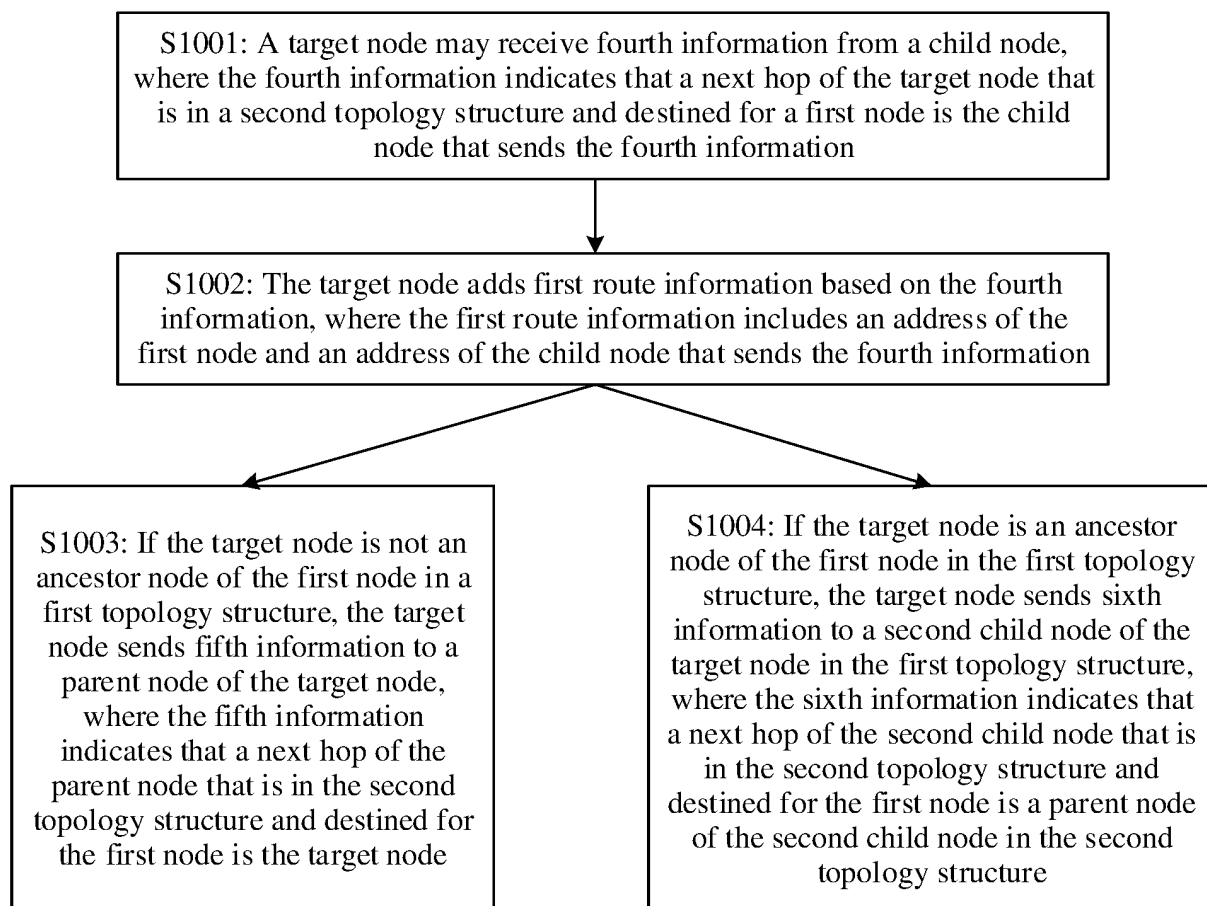 S1001: A target node may receive fourth information from a child node,
where the fourth information indicates that a next hop of the target node that
is in a second topology structure and destined for a first node is the child
node that sends the fourth information
S1002: The target node adds first route information based on the fourth
information, where the first route information includes an address of the
first node and an address of the child node that sends the fourth information
S1003: If the target node is not an
ancestor node of the first node in a
first topology structure, the target
node sends fifth information to a
parent node of the target node,
where the fifth information
indicates that a next hop of the
parent node that is in the second
topology structure and destined for
the first node is the target node
S1004: If the target node is an ancestor
node of the first node in the first topology
structure, the target node sends sixth
information to a second child node of the
target node in the first topology structure,
where the sixth information indicates that
a next hop of the second child node that is
in the second topology structure and
destined for the first node is a parent node
of the second child node in the second
topology structure